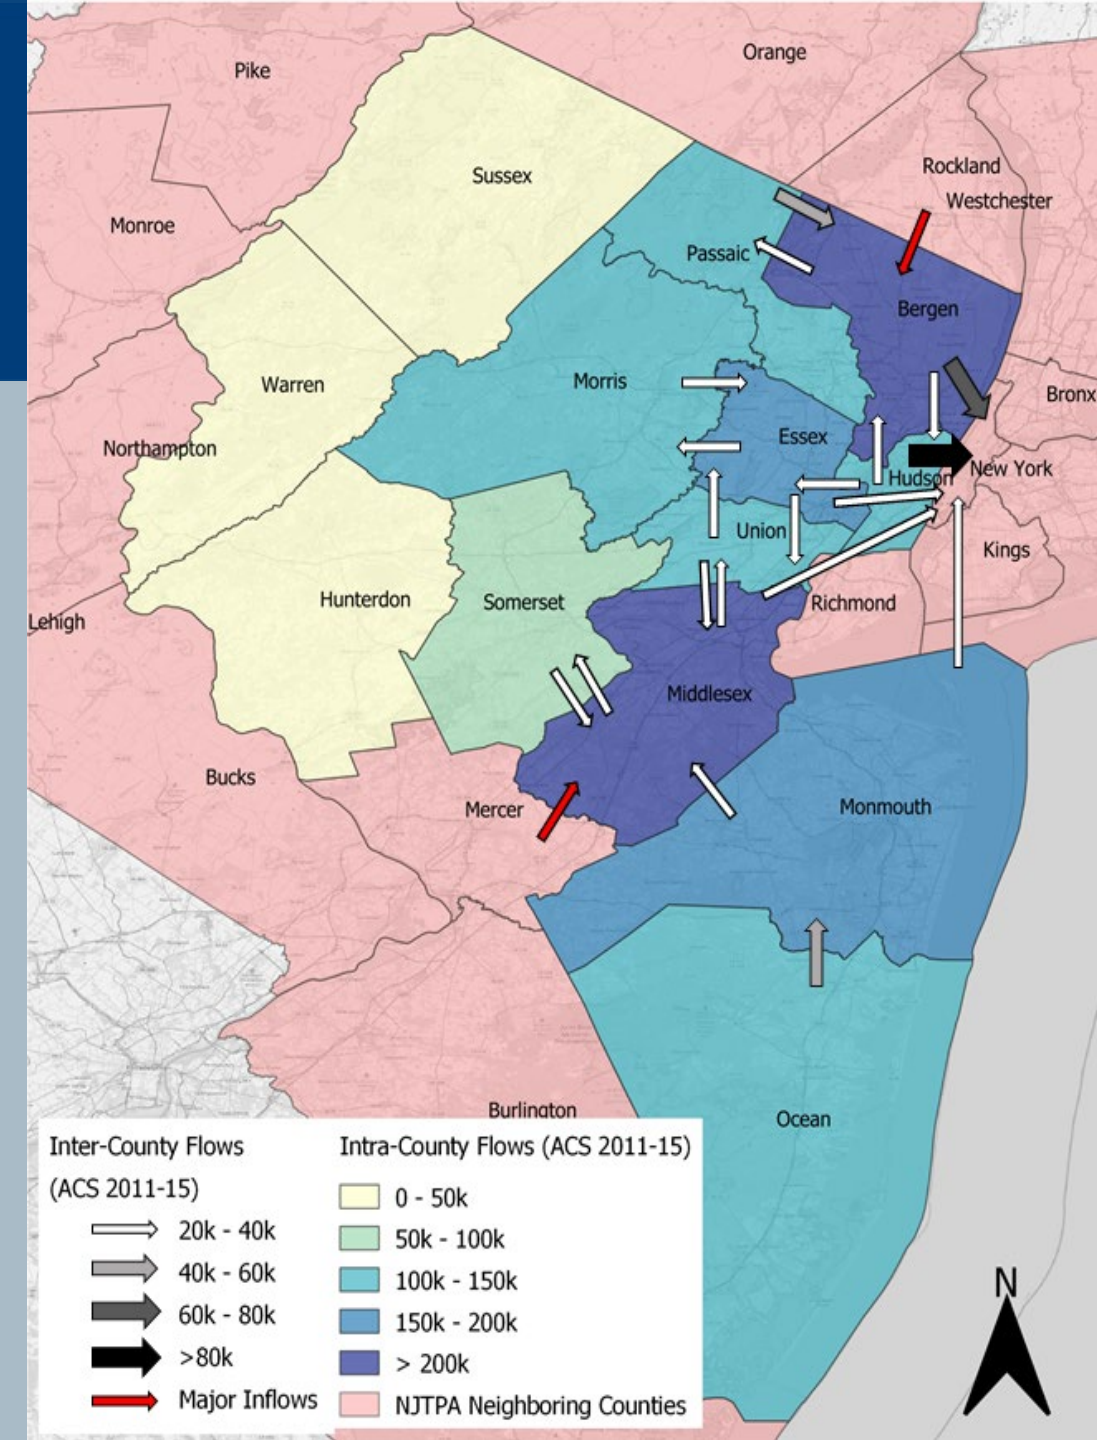 Orange
Pike
Rockland
Sussex
Westchester
Monroe
Passaic
Bergen
Morris
Warren
Bronx
Essex
Northampton
New York
Hudson
Union
Kings
Hunterdon
Somerset
Richmond
Lehigh
Middlesex
Bucks
Monmouth
Mercer
Burlington
Ocean
Inter-County Flows
(ACS 2011-15)
20k - 40k
40k - 60k
60k - 80k
>80k
Major Inflows
Intra-County Flows (ACS 2011-15)
0 - 50k
50k - 100k
100k - 150k
150k - 200k
> 200k
NJTPA Neighboring Counties
N